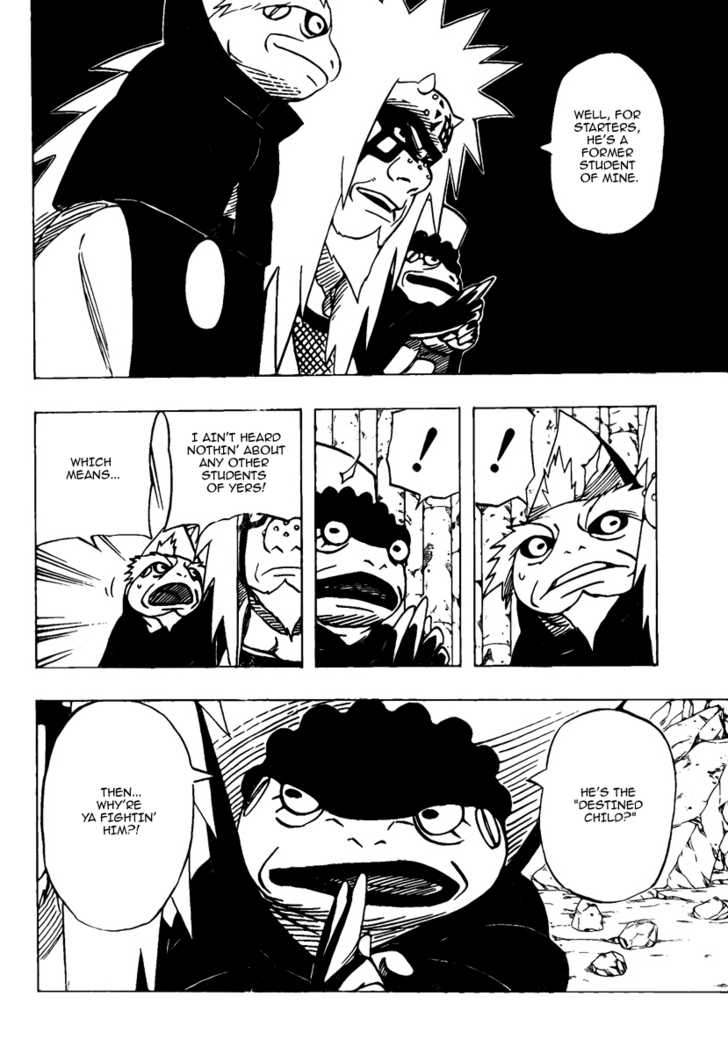 WELL, FOR
STARTERS,
HE'S A
FORMER
STUDENT
OF MINE.
!
!
I AIN'T HEARD
NOTHIN' ABOUT
ANY OTHER
STUDENTS
OF YERS!
WHICH
MEANS...
HE'S THE
"DESTINED
CHILD?"
THEN...
WHY'RE
YA FIGHTIN'
HIM?!